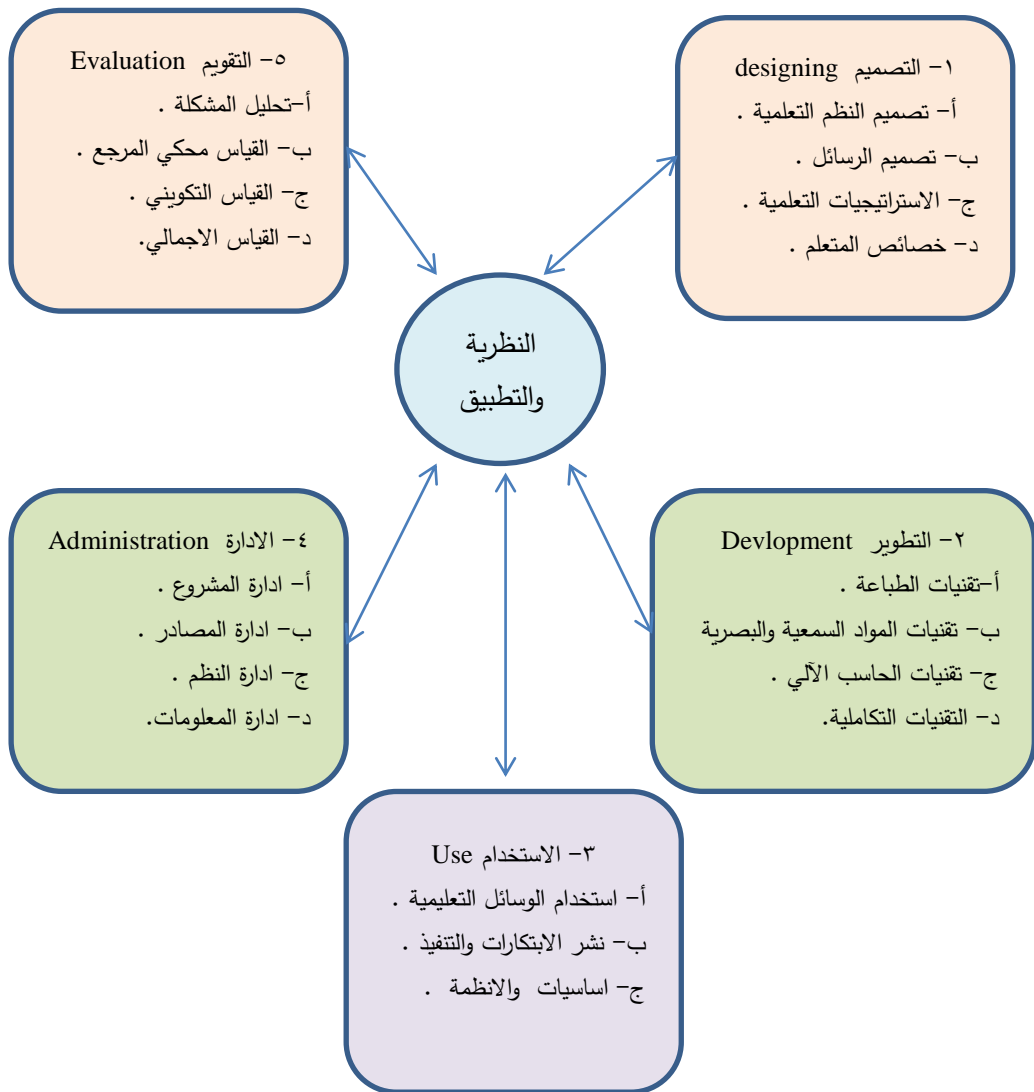 ١- التصميم designing
أ- تصميم النظم التعلمية .
ب- تصميم الرسائل .
ج- الاستراتيجيات التعلمية .
د- خصائص المتعلم .
٥- التقويم Evaluation
أ-تحليل المشكلة .
ب- القياس محكي المرجع .
ج- القياس التكويني .
د- القياس الاجمالي.
النظرية
والتطبيق
٢- التطوير Devlopment
أ-تقنيات الطباعة .
ب- تقنيات المواد السمعية والبصرية
ج- تقنيات الحاسب الآلي .
د- التقنيات التكاملية.
٤- الادارة Administration
أ- ادارة المشروع .
ب- ادارة المصادر .
ج- ادارة النظم .
د- ادارة المعلومات.
٣- الاستخدام Use
أ- استخدام الوسائل التعليمية .
ب- نشر الابتكارات والتنفيذ .
ج- اساسيات والانظمة .